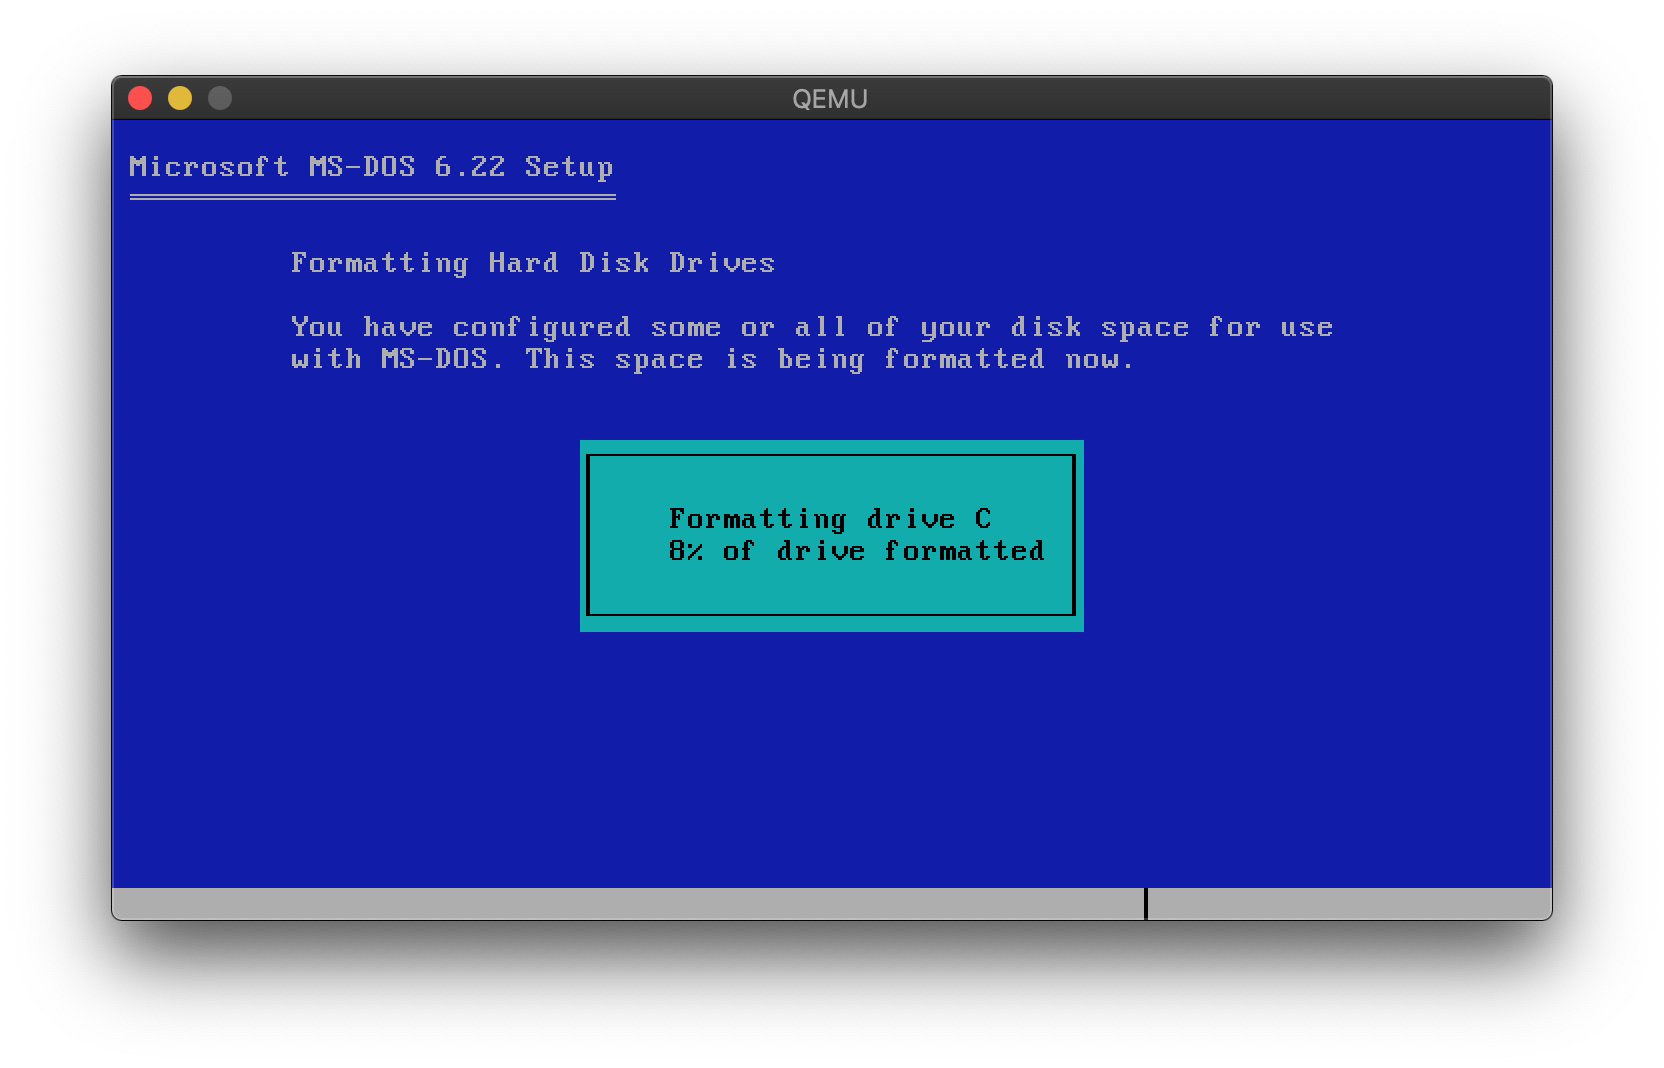 QEMU
Microsoft MS-DOS 6.22 Setup
Formatting Hard Disk Drives
You have configured some or all of your disk space for use
with MS-DOS. This space is being formatted now.
Formatting drive C
8% of drive formatted